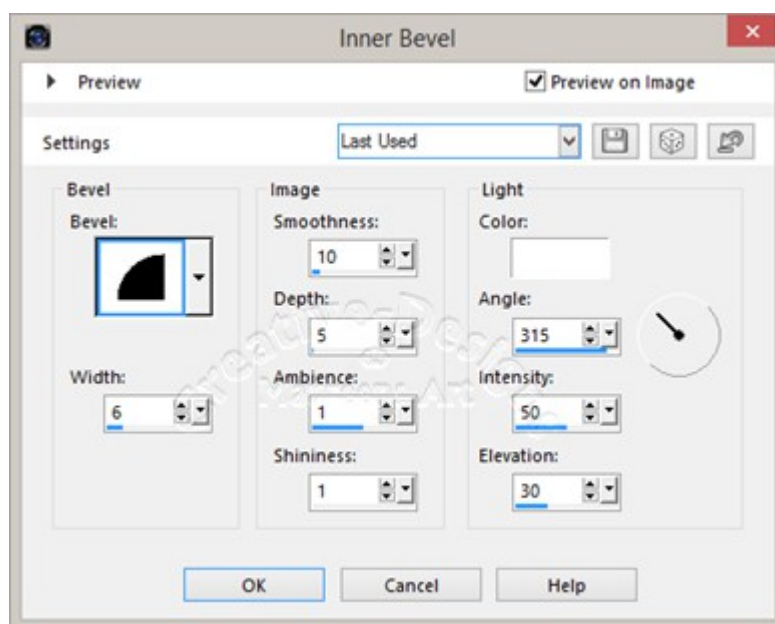 Inner Bevel
Preview
Preview on Image
Settings
Last Used
Bevel
Bevel:
Width:
6
Image
Smoothness:
10
Depth:
5
Ambience:
1
Shininess:
1
Light
Color:
Angle:
315
Intensity:
50
Elevation:
30
OK
Cancel
Help